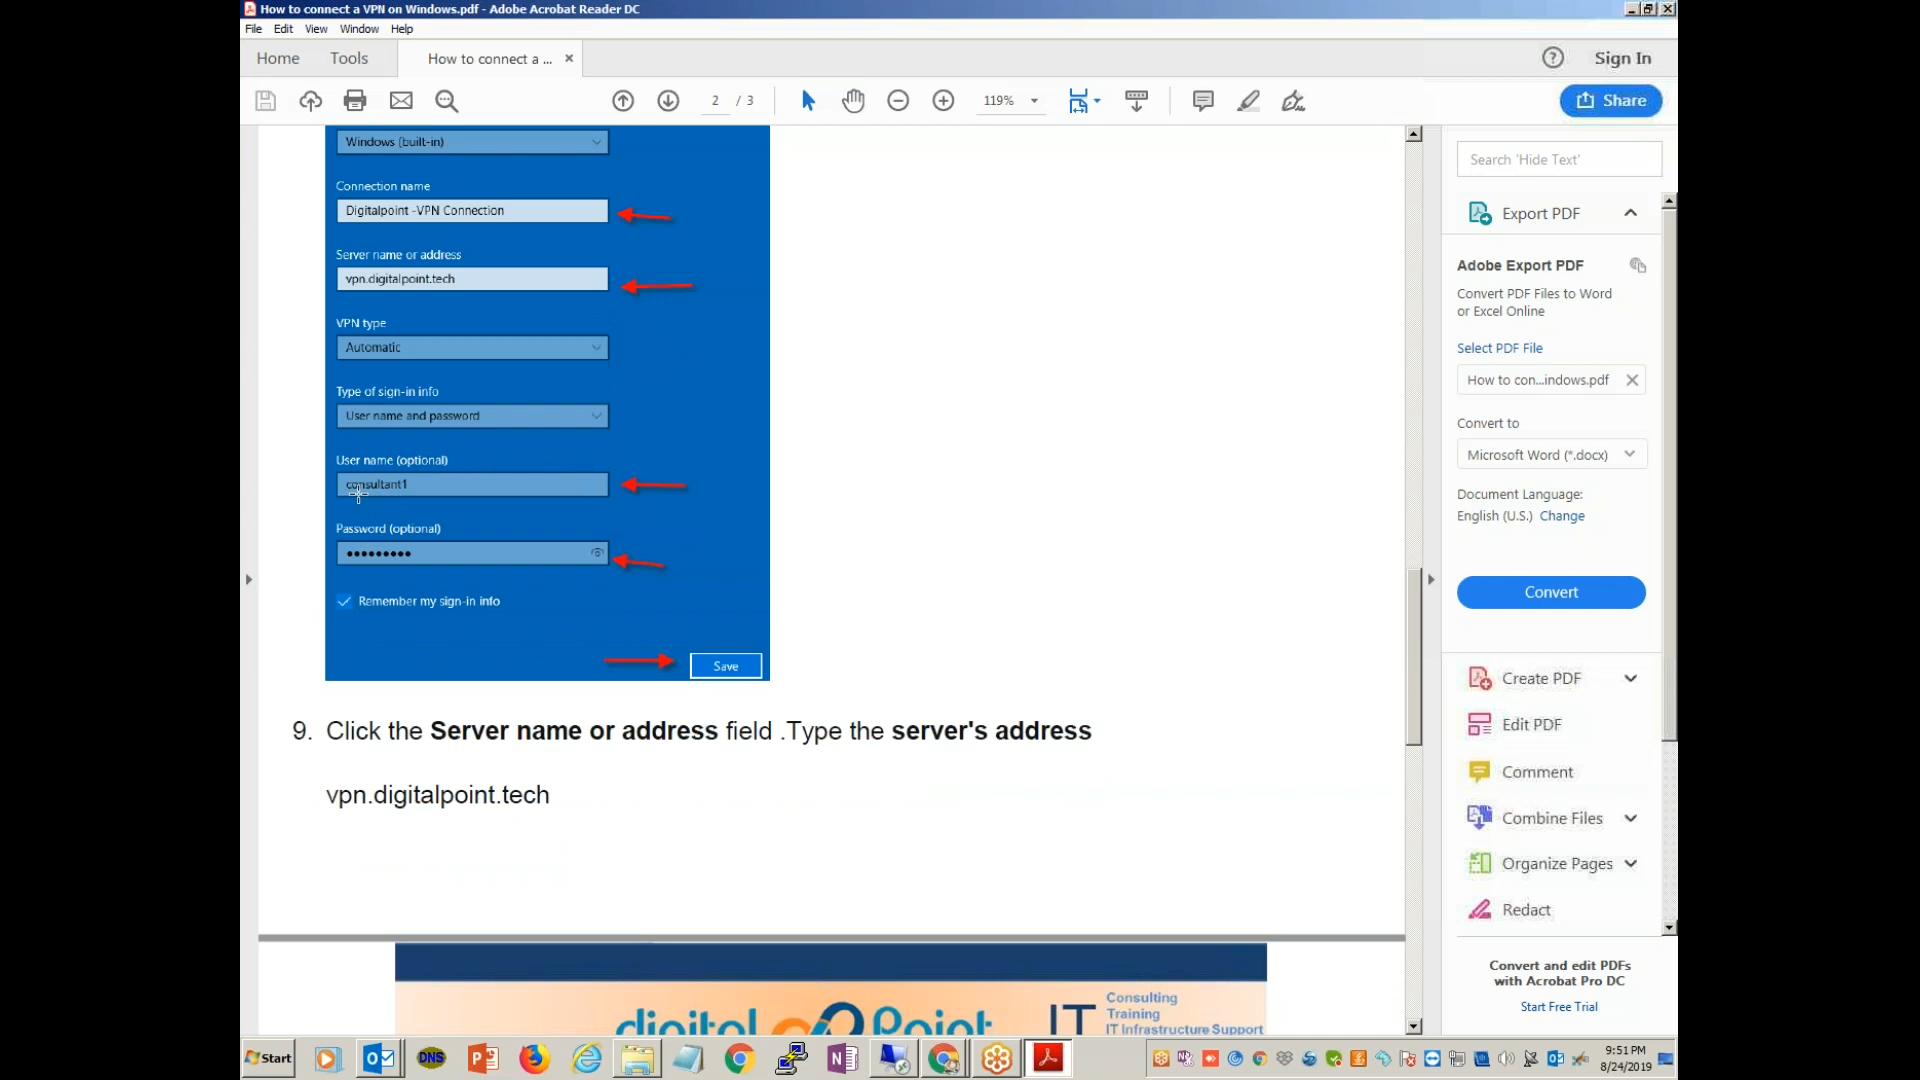 How to connect a VPN on Windows.pdf - Adobe Acrobat Reader DC
File Edit View Window Help
Home Tools How to connect a ... × Sign In
2 / 3 119% Share
Windows (built-in)
Connection name
Digitalpoint -VPN Connection
Server name or address
vpn.digitalpoint.tech
VPN type
Automatic
Type of sign-in info
User name and password
User name (optional)
consultant1
Password (optional)
•••••••••
Remember my sign-in info
Save
9. Click the Server name or address field .Type the server's address
vpn.digitalpoint.tech
digital Point
IT
Consulting
Training
IT Infrastructure Support
Search 'Hide Text'
Export PDF
Adobe Export PDF
Convert PDF Files to Word
or Excel Online
Select PDF File
How to con...indows.pdf
Convert to
Microsoft Word (*.docx)
Document Language:
English (U.S.) Change
Convert
Create PDF
Edit PDF
Comment
Combine Files
Organize Pages
Redact
Convert and edit PDFs
with Acrobat Pro DC
Start Free Trial
Start
DNS
9:51 PM
8/24/2019